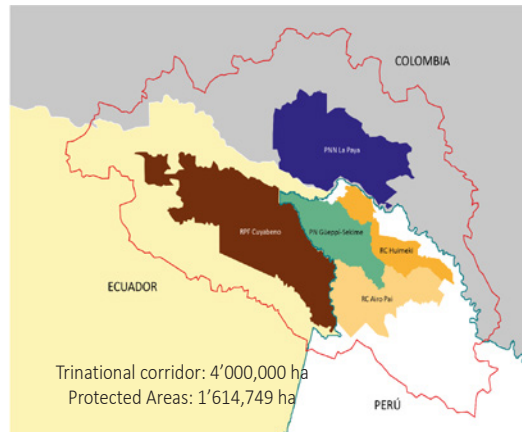 COLOMBIA
PNN La Paya
RPF Cuyabeno
PN Güeppi-Sekime
RC Huimeki
ECUADOR
RC Airo Pai
Trinational corridor: 4’000,000 ha
Protected Areas: 1’614,749 ha
PERÚ